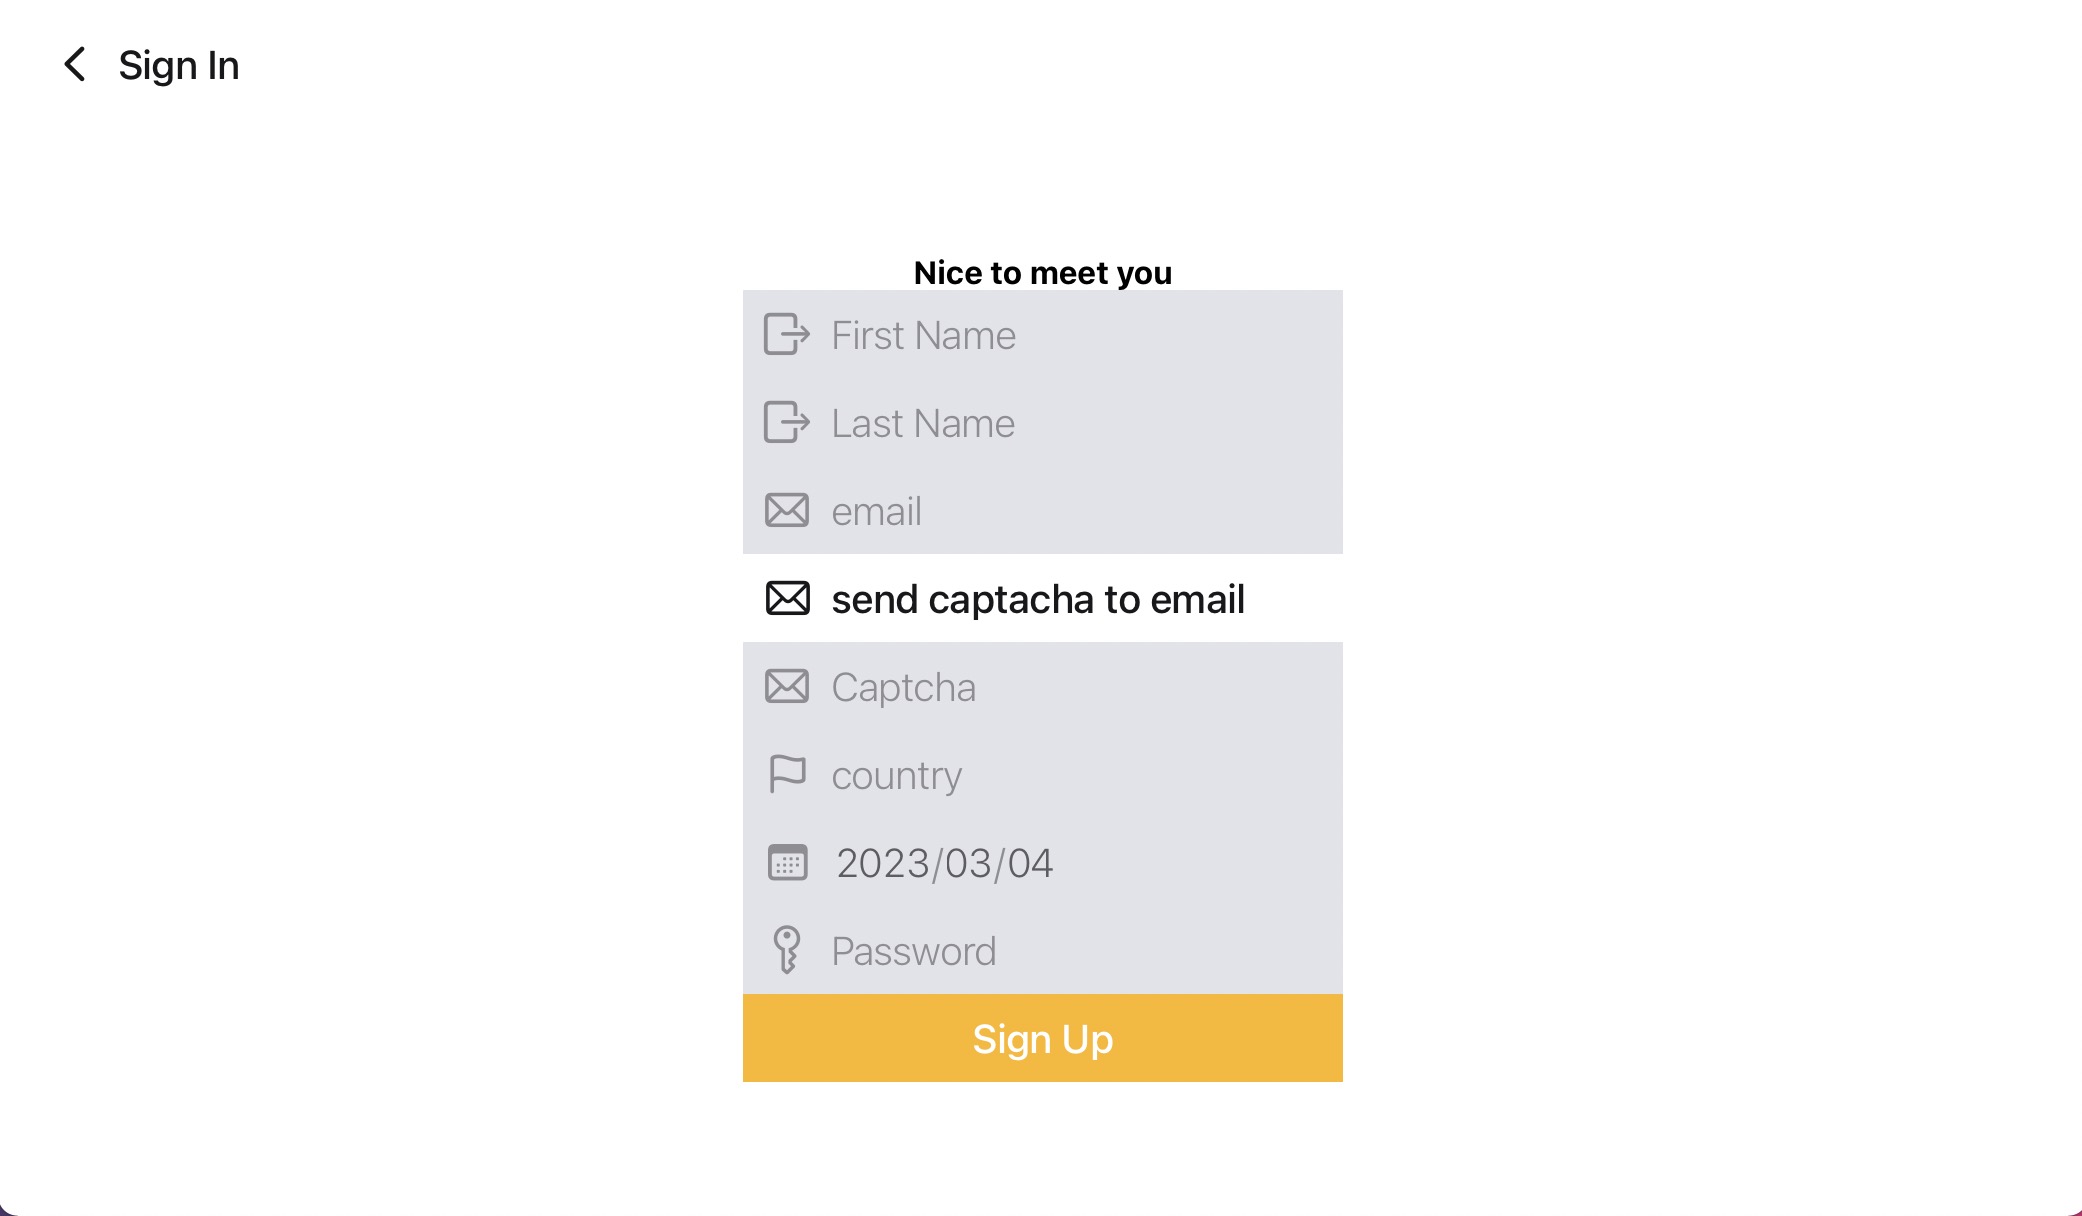 Sign In
Nice to meet you
First Name
Last Name
email
send captacha to email
Captcha
country
2023/03/04
Password
Sign Up